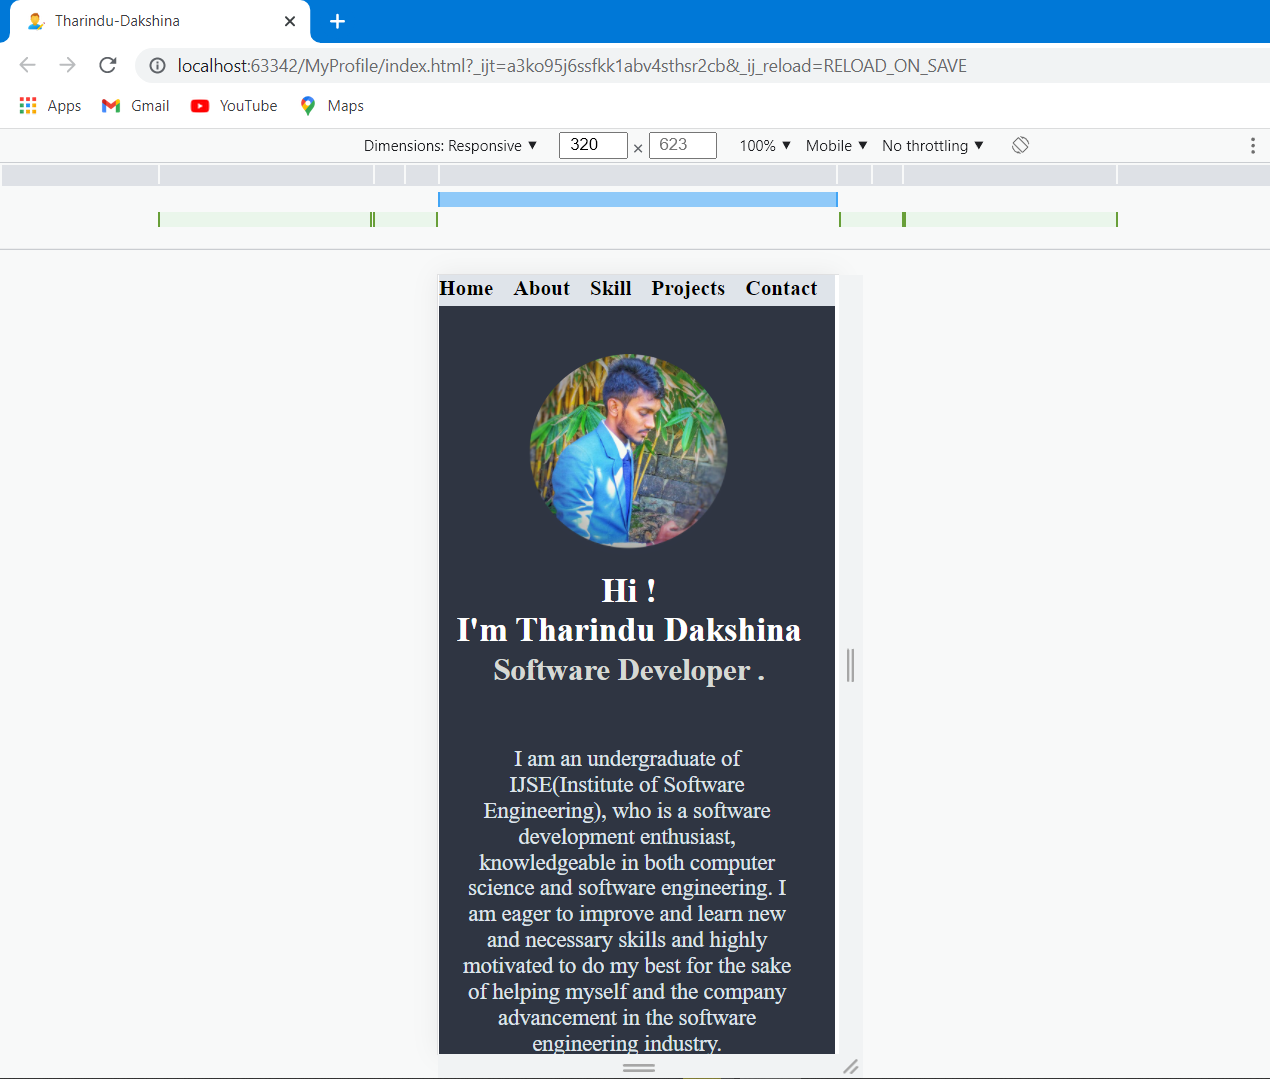 Tharindu-Dakshina
localhost:63342/MyProfile/index.html?_ijt=a3ko95j6ssfkk1abv4sthsr2cb&_ij_reload=RELOAD_ON_SAVE
Apps Gmail YouTube Maps
Dimensions: Responsive ▼ 320 × 623 100% ▼ Mobile ▼ No throttling ▼
Home About Skill Projects Contact
Hi !
I'm Tharindu Dakshina
Software Developer .
I am an undergraduate of
IJSE(Institute of Software
Engineering), who is a software
development enthusiast,
knowledgeable in both computer
science and software engineering. I
am eager to improve and learn new
and necessary skills and highly
motivated to do my best for the sake
of helping myself and the company
advancement in the software
engineering industry.